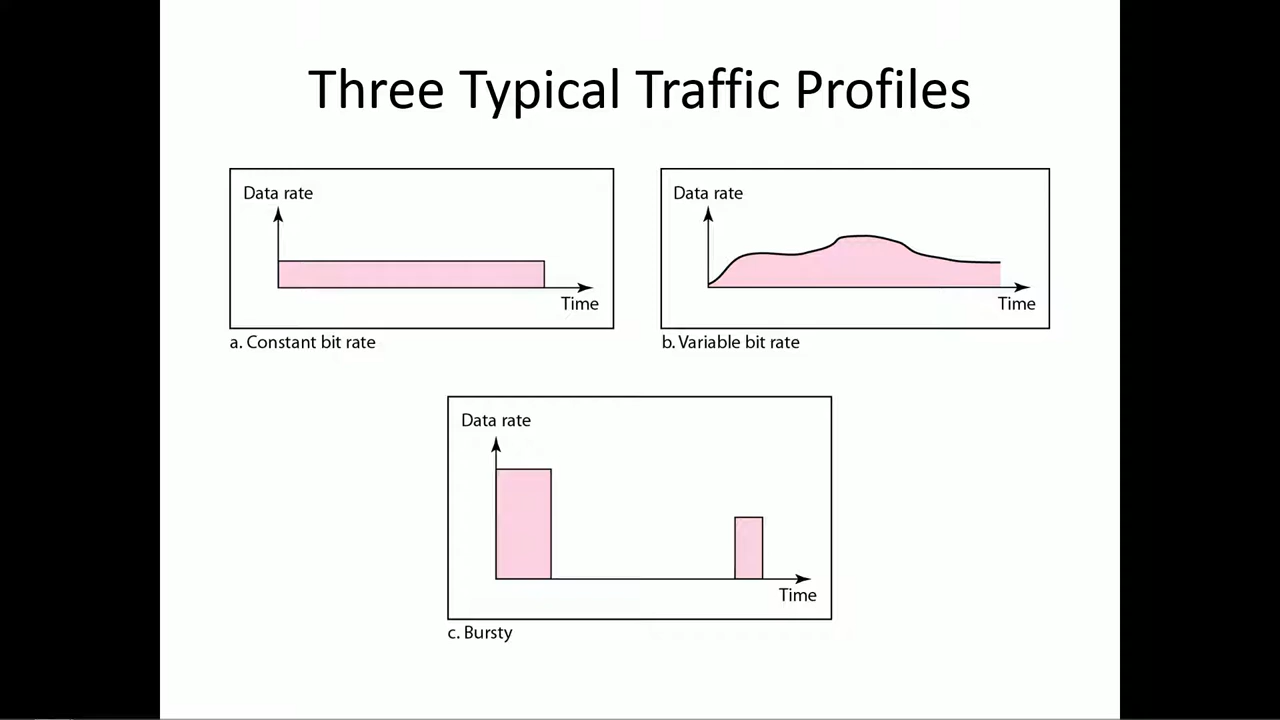 Three Typical Traffic Profiles
Data rate
Time
a. Constant bit rate
Data rate
Time
b. Variable bit rate
Data rate
Time
c. Bursty